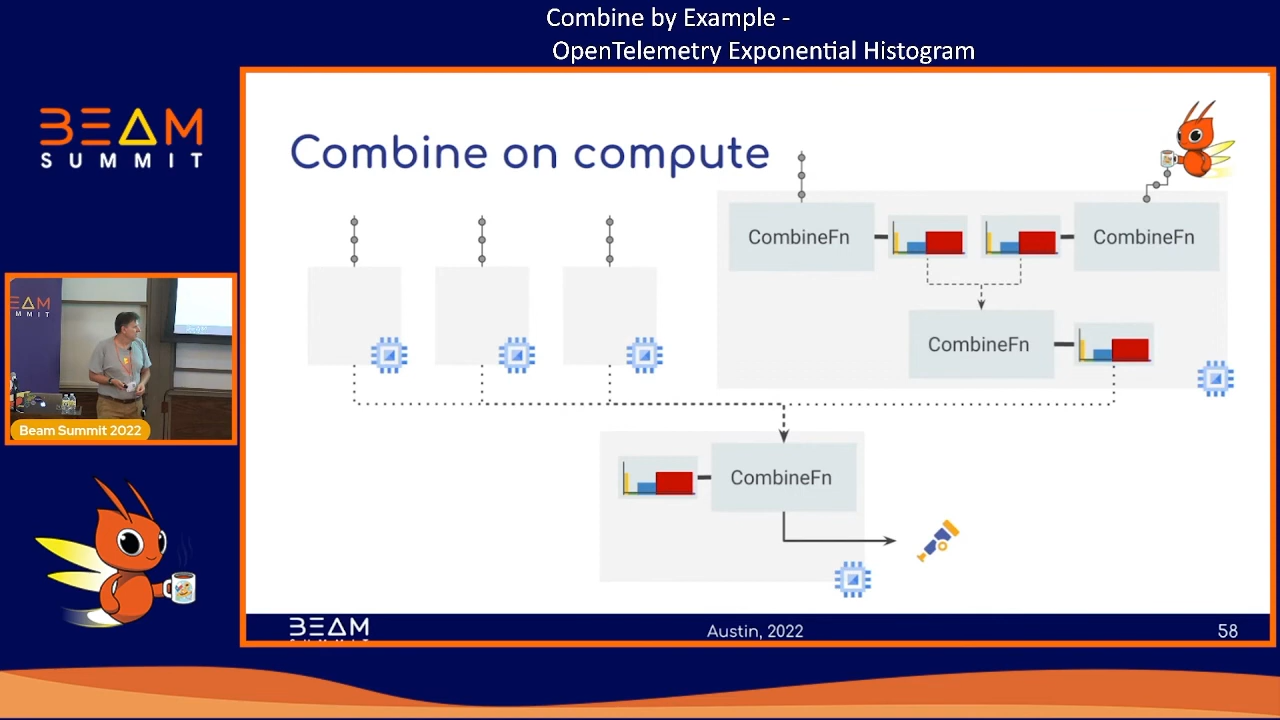 Combine by Example -
OpenTelemetry Exponential Histogram
BEAM
SUMMIT
Combine on compute
CombineFn
CombineFn
CombineFn
CombineFn
Beam Summit 2022
BEAM
Austin, 2022
58